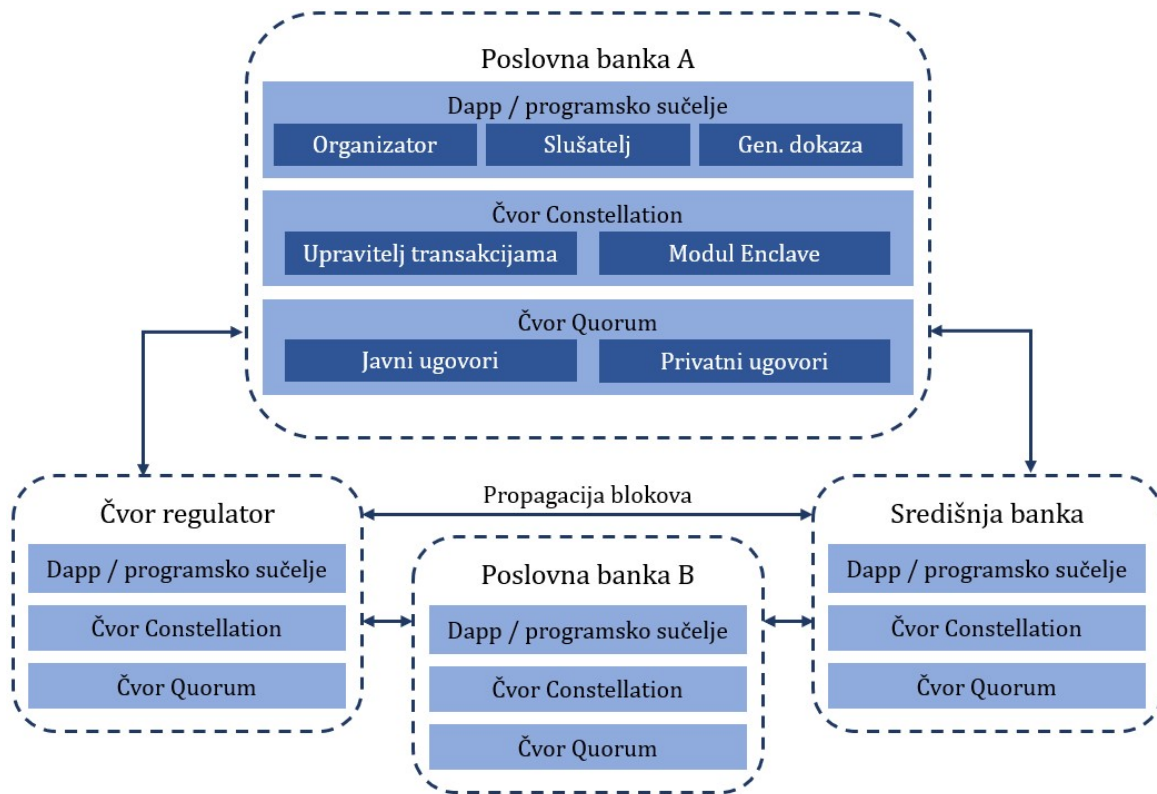 Poslovna banka A
Dapp / programsko sučelje
Organizator
Slušatelj
Gen. dokaza
Čvor Constellation
Upravitelj transakcijama
Modul Enclave
Čvor Quorum
Javni ugovori
Privatni ugovori
Propagacija blokova
Čvor regulator
Dapp / programsko sučelje
Čvor Constellation
Čvor Quorum
Poslovna banka B
Dapp / programsko sučelje
Čvor Constellation
Čvor Quorum
Središnja banka
Dapp / programsko sučelje
Čvor Constellation
Čvor Quorum